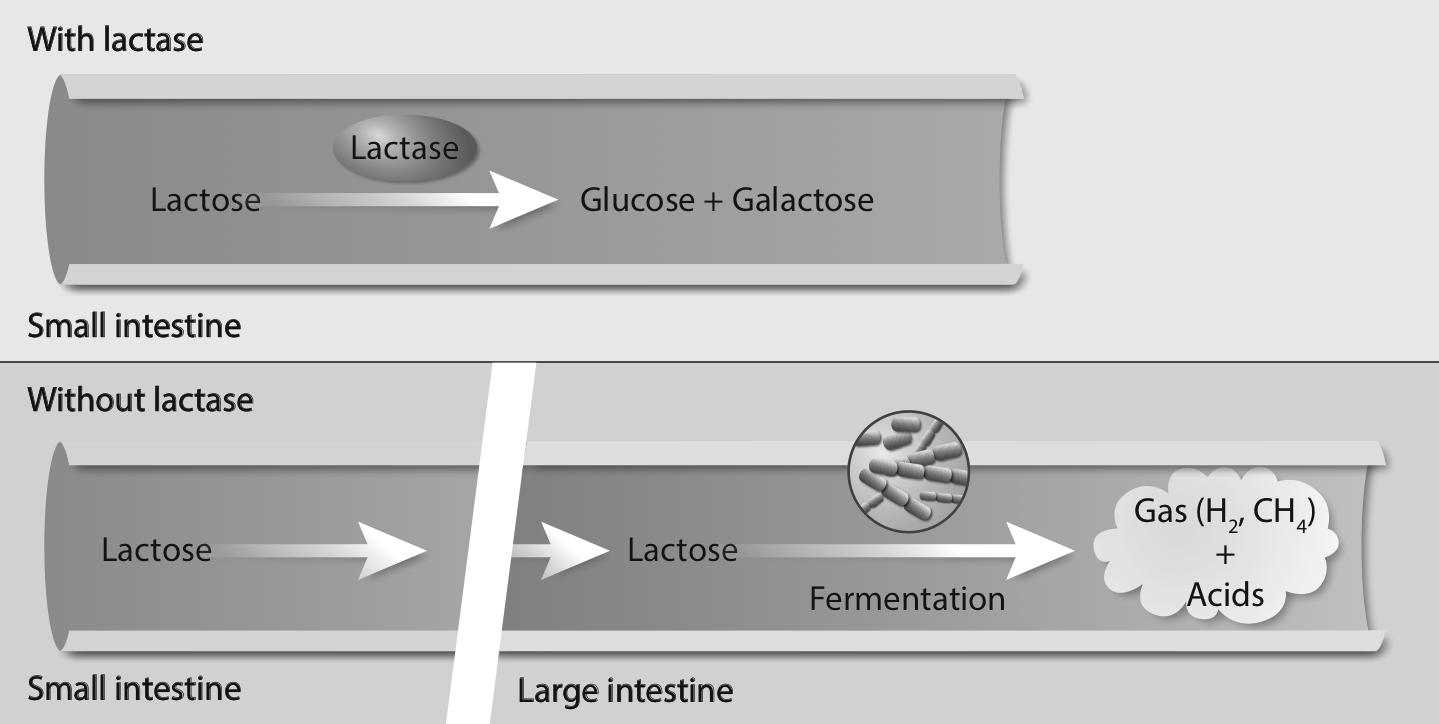 With lactase
Lactase
Lactose
Glucose + Galactose
Small intestine
Without lactase
Lactose
Lactose
Fermentation
Gas (H₂, CH₄)
+
Acids
Small intestine
Large intestine